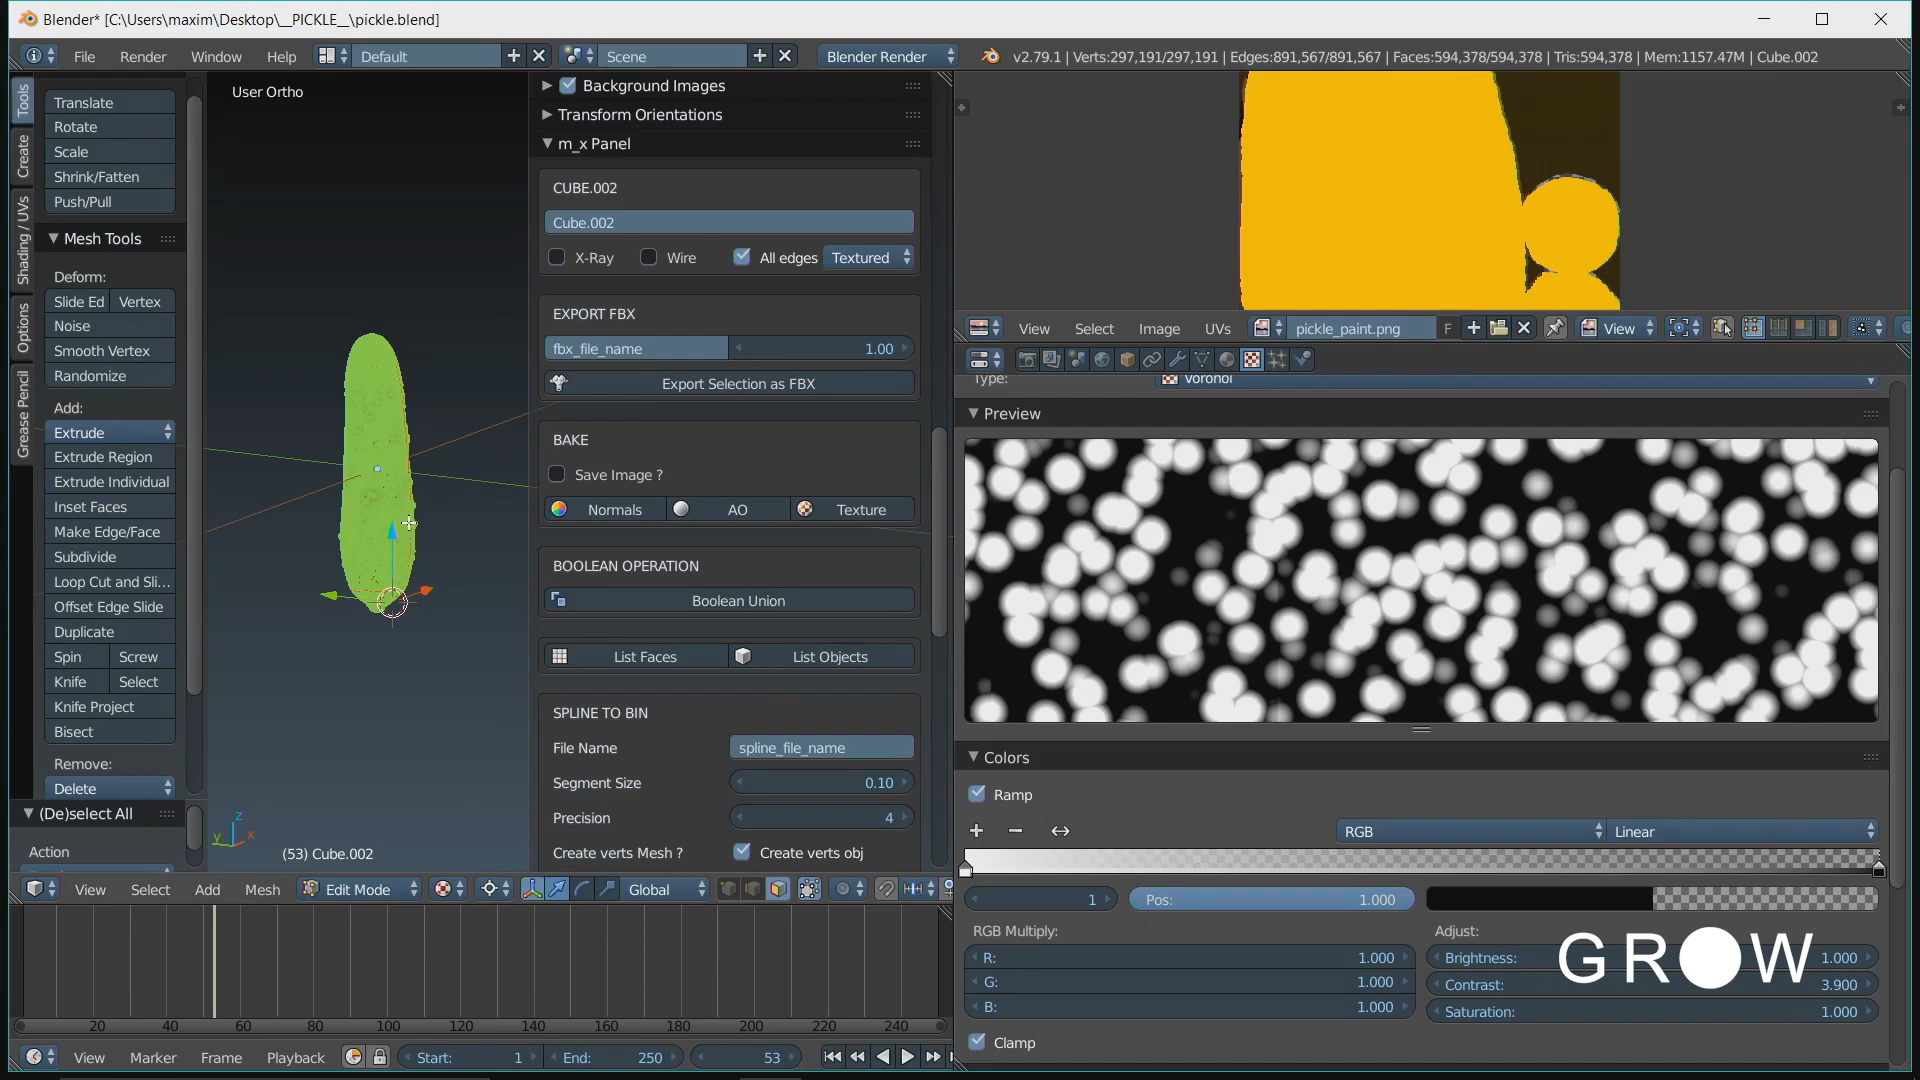 Blender* [C:\Users\maxim\Desktop\__PICKLE__\pickle.blend]
File Render Window Help Default Scene Blender Render v2.79.1 | Verts:297,191/297,191 | Edges:891,567/891,567 | Faces:594,378/594,378 | Tris:594,378 | Mem:1157.47M | Cube.002
Tools
Create
Shading / UVs
Options
Grease Pencil
Translate
Rotate
Scale
Shrink/Fatten
Push/Pull
Mesh Tools
Deform:
Slide Ed Vertex
Noise
Smooth Vertex
Randomize
Add:
Extrude
Extrude Region
Extrude Individual
Inset Faces
Make Edge/Face
Subdivide
Loop Cut and Sli...
Offset Edge Slide
Duplicate
Spin Screw
Knife Select
Knife Project
Bisect
Remove:
Delete
(De)select All
Action
User Ortho
z
y x
(53) Cube.002
Background Images
Transform Orientations
m_x Panel
CUBE.002
Cube.002
X-Ray Wire All edges Textured
EXPORT FBX
fbx_file_name 1.00
Export Selection as FBX
BAKE
Save Image ?
Normals AO Texture
BOOLEAN OPERATION
Boolean Union
List Faces List Objects
SPLINE TO BIN
File Name spline_file_name
Segment Size 0.10
Precision 4
Create verts Mesh ? Create verts obj
View Select Add Mesh Edit Mode Global
20 40 60 80 100 120 140 160 180 200 220 240
View Marker Frame Playback Start: 1 End: 250 53
View Select Image UVs pickle_paint.png F View
Type: Voronoi
Preview
Colors
Ramp
RGB Linear
1 Pos: 1.000
RGB Multiply: Adjust:
R: 1.000 Brightness: 1.000
G: 1.000 Contrast: 3.900
B: 1.000 Saturation: 1.000
Clamp
GROW